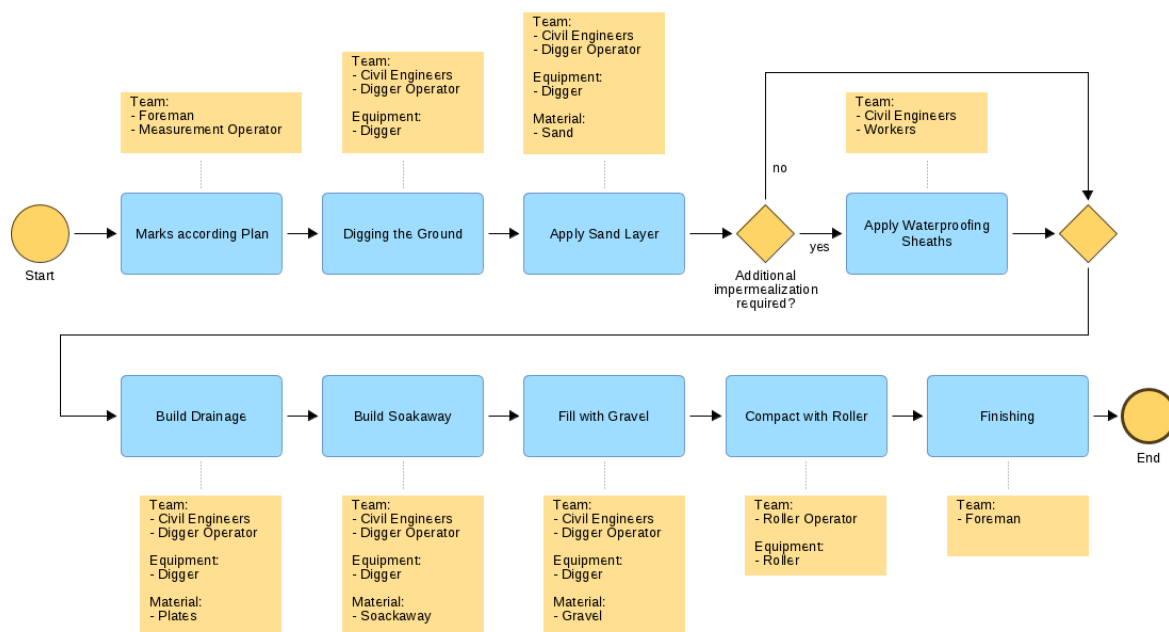 Team:
- Foreman
- Measurement Operator
Team:
- Civil Engineers
- Digger Operator
Equipment:
- Digger
Team:
- Civil Engineers
- Digger Operator
Equipment:
- Digger
Material:
- Sand
Team:
- Civil Engineers
- Workers
Start
Marks according Plan
Digging the Ground
Apply Sand Layer
Additional
impermealization
required?
no
yes
Apply Waterproofing
Sheaths
Build Drainage
Build Soakaway
Fill with Gravel
Compact with Roller
Finishing
End
Team:
- Civil Engineers
- Digger Operator
Equipment:
- Digger
Material:
- Plates
Team:
- Civil Engineers
- Digger Operator
Equipment:
- Digger
Material:
- Soackaway
Team:
- Civil Engineers
- Digger Operator
Equipment:
- Digger
Material:
- Gravel
Team:
- Roller Operator
Equipment:
- Roller
Team:
- Foreman